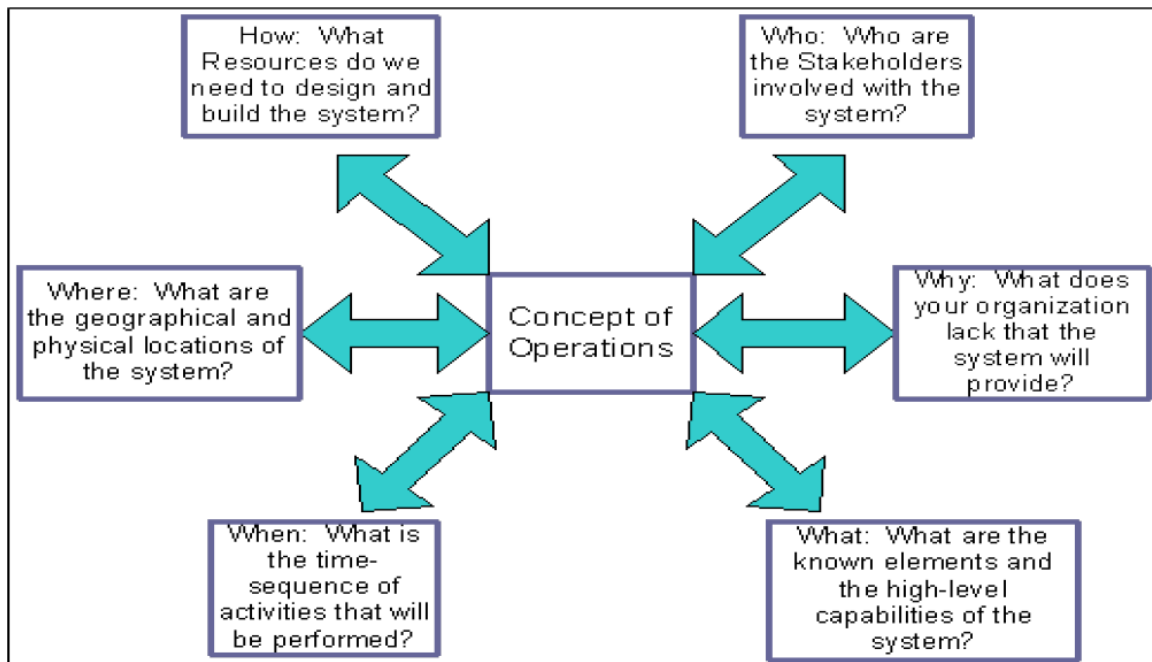 How: What
Resources do we
need to design and
build the system?
Who: Who are
the Stakeholders
involved with the
system?
Where: What are
the geographical and
physical locations of
the system?
Concept of
Operations
Why: What does
your organization
lack that the
system will
provide?
When: What is
the time-
sequence of
activities that will
be performed?
What: What are the
known elements and
the high-level
capabilities of the
system?